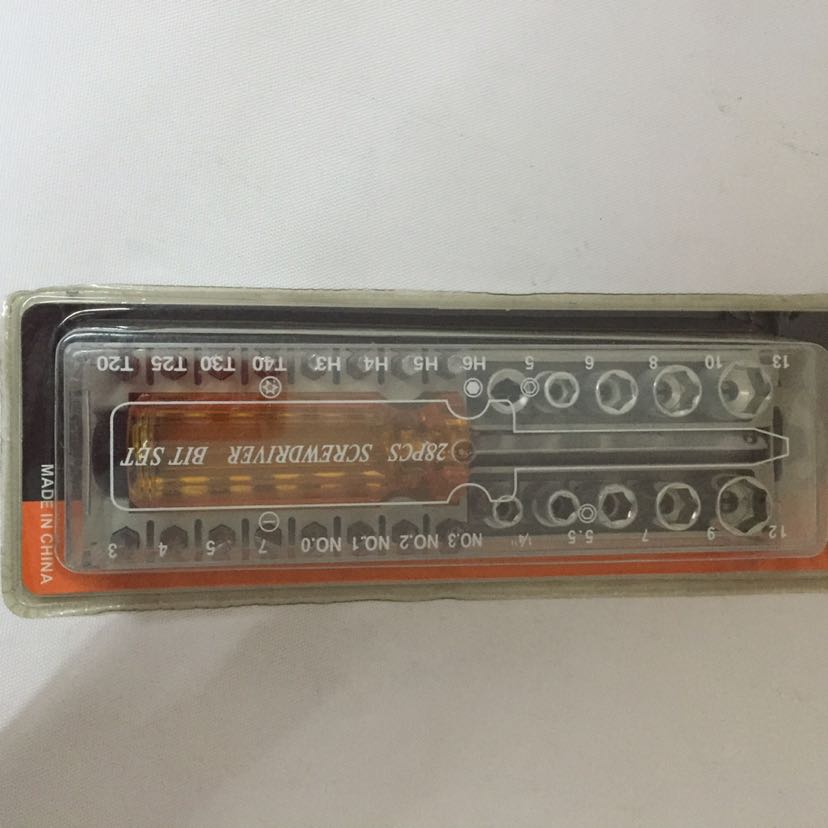 12 9 7 5.5 1/4" NO.3 NO.2 NO.1 NO.0 7 5 4 3
28PCS SCREWDRIVER BIT SET
13 10 8 6 5 H6 H5 H4 H3 T40 T30 T25 T20
MADE IN CHINA